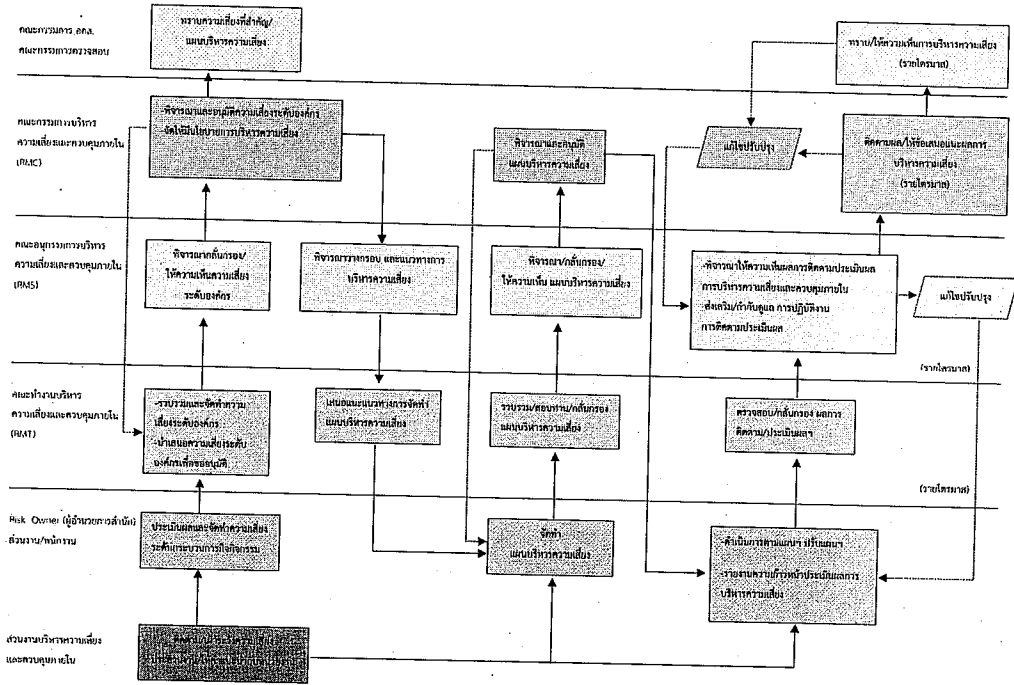 คณะกรรมการ อคส.
คณะกรรมการตรวจสอบ
ทราบความเสี่ยงที่สำคัญ/
แผนบริหารความเสี่ยง
ทราบ/ให้ความเห็นการบริหารความเสี่ยง
(รายไตรมาส)
คณะกรรมการบริหาร
ความเสี่ยงและควบคุมภายใน
(RMC)
-พิจารณาและอนุมัติความเสี่ยงระดับองค์กร
จัดให้มีนโยบายการบริหารความเสี่ยง
พิจารณาและอนุมัติ
แผนบริหารความเสี่ยง
แก้ไขปรับปรุง
ติดตามผล/ให้ข้อเสนอแนะผลการ
บริหารความเสี่ยง
(รายไตรมาส)
คณะอนุกรรมการบริหาร
ความเสี่ยงและควบคุมภายใน
(RMS)
พิจารณากลั่นกรอง/
ให้ความเห็นความเสี่ยง
ระดับองค์กร
พิจารณาวางกรอบ และแนวทางการ
บริหารความเสี่ยง
พิจารณา/กลั่นกรอง/
ให้ความเห็น แผนบริหารความเสี่ยง
-พิจารณาให้ความเห็นผลการติดตามประเมินผล
การบริหารความเสี่ยงและควบคุมภายใน
ส่งเสริม/กำกับดูแล การปฏิบัติงาน
การติดตามประเมินผล
แก้ไขปรับปรุง
(รายไตรมาส)
คณะทำงานบริหาร
ความเสี่ยงและควบคุมภายใน
(RMT)
-รวบรวมและจัดทำความ
เสี่ยงระดับองค์กร
-นำเสนอความเสี่ยงระดับ
องค์กรเพื่อขออนุมัติ
เสนอแนะแนวทางการจัดทำ
แผนบริหารความเสี่ยง
รวบรวม/สอบทาน/กลั่นกรอง
แผนบริหารความเสี่ยง
ตรวจสอบ/กลั่นกรอง ผลการ
ติดตาม/ประเมินผลฯ
(รายไตรมาส)
Risk Owner (ผู้อำนวยการสำนัก)
ส่วนงาน/พนักงาน
ประเมินผลและจัดทำความเสี่ยง
จัดทำ
แผนบริหารความเสี่ยง
-ดำเนินการตามแผนฯ ปรับแผนฯ
-รายงานความก้าวหน้าประเมินผลการ
บริหารความเสี่ยง
ส่วนงานบริหารความเสี่ยง
และควบคุมภายใน